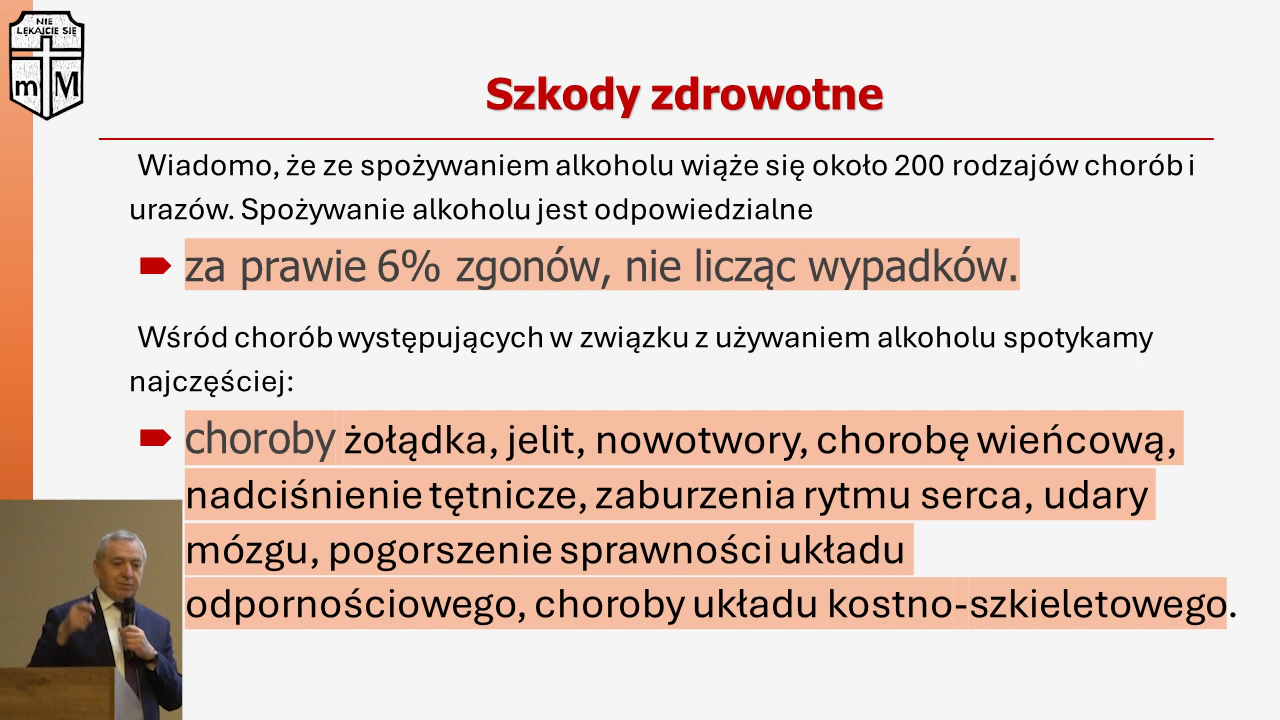 NIE
LĘKAJCIE SIĘ
m M
Szkody zdrowotne
Wiadomo, że ze spożywaniem alkoholu wiąże się około 200 rodzajów chorób i
urazów. Spożywanie alkoholu jest odpowiedzialne
za prawie 6% zgonów, nie licząc wypadków.
Wśród chorób występujących w związku z używaniem alkoholu spotykamy
najczęściej:
choroby żołądka, jelit, nowotwory, chorobę wieńcową,
nadciśnienie tętnicze, zaburzenia rytmu serca, udary
mózgu, pogorszenie sprawności układu
odpornościowego, choroby układu kostno-szkieletowego.